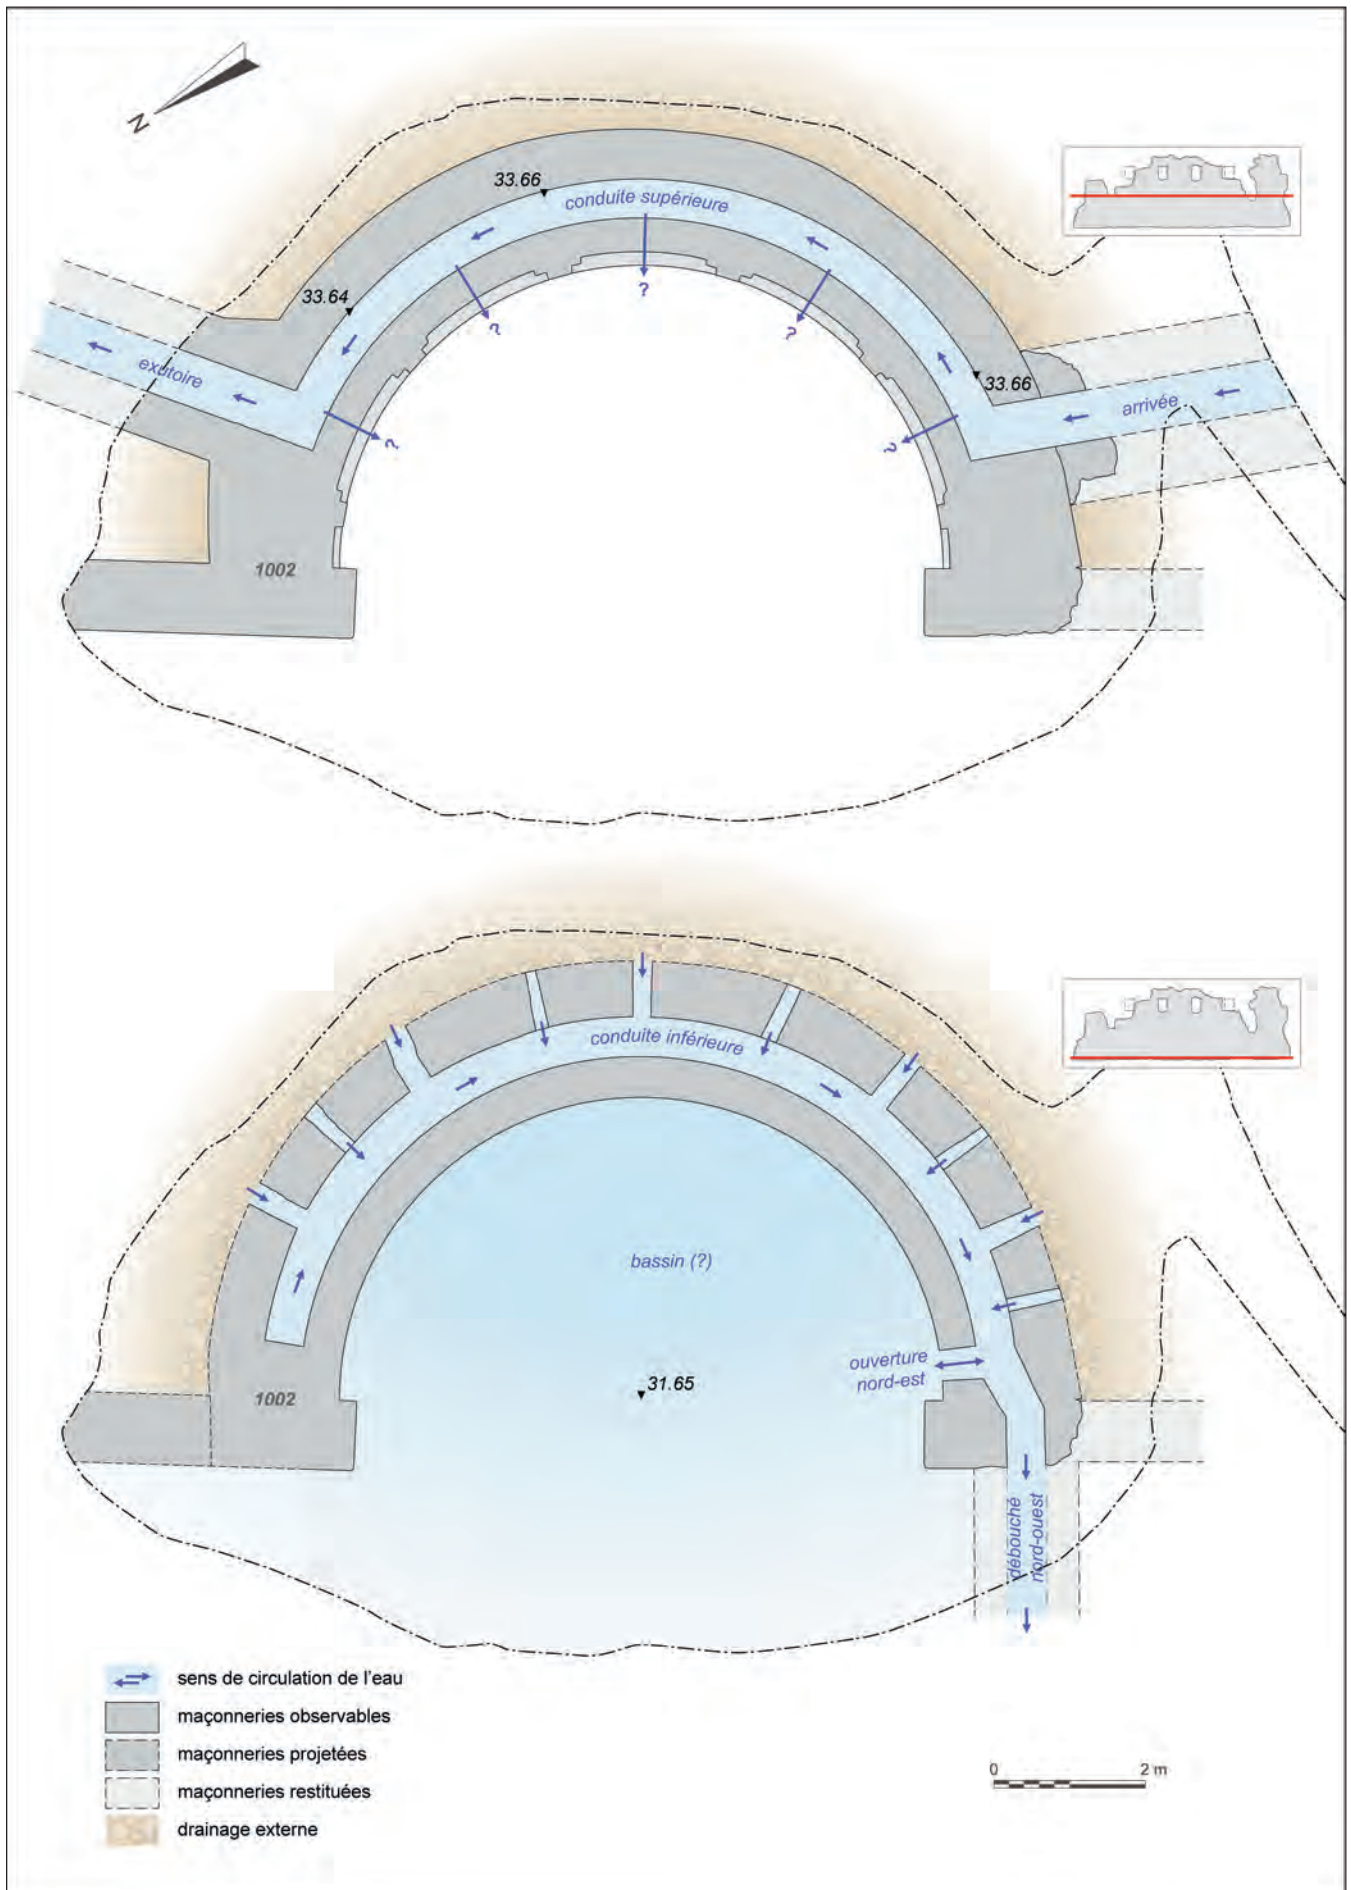 N
33.66
conduite supérieure
?
?
?
33.64
33.66
exutoire
arrivée
?
?
1002
conduite inférieure
bassin (?)
31.65
ouverture
nord-est
1002
débouché
nord-ouest
sens de circulation de l'eau
maçonneries observables
maçonneries projetées
maçonneries restituées
drainage externe
0 2 m